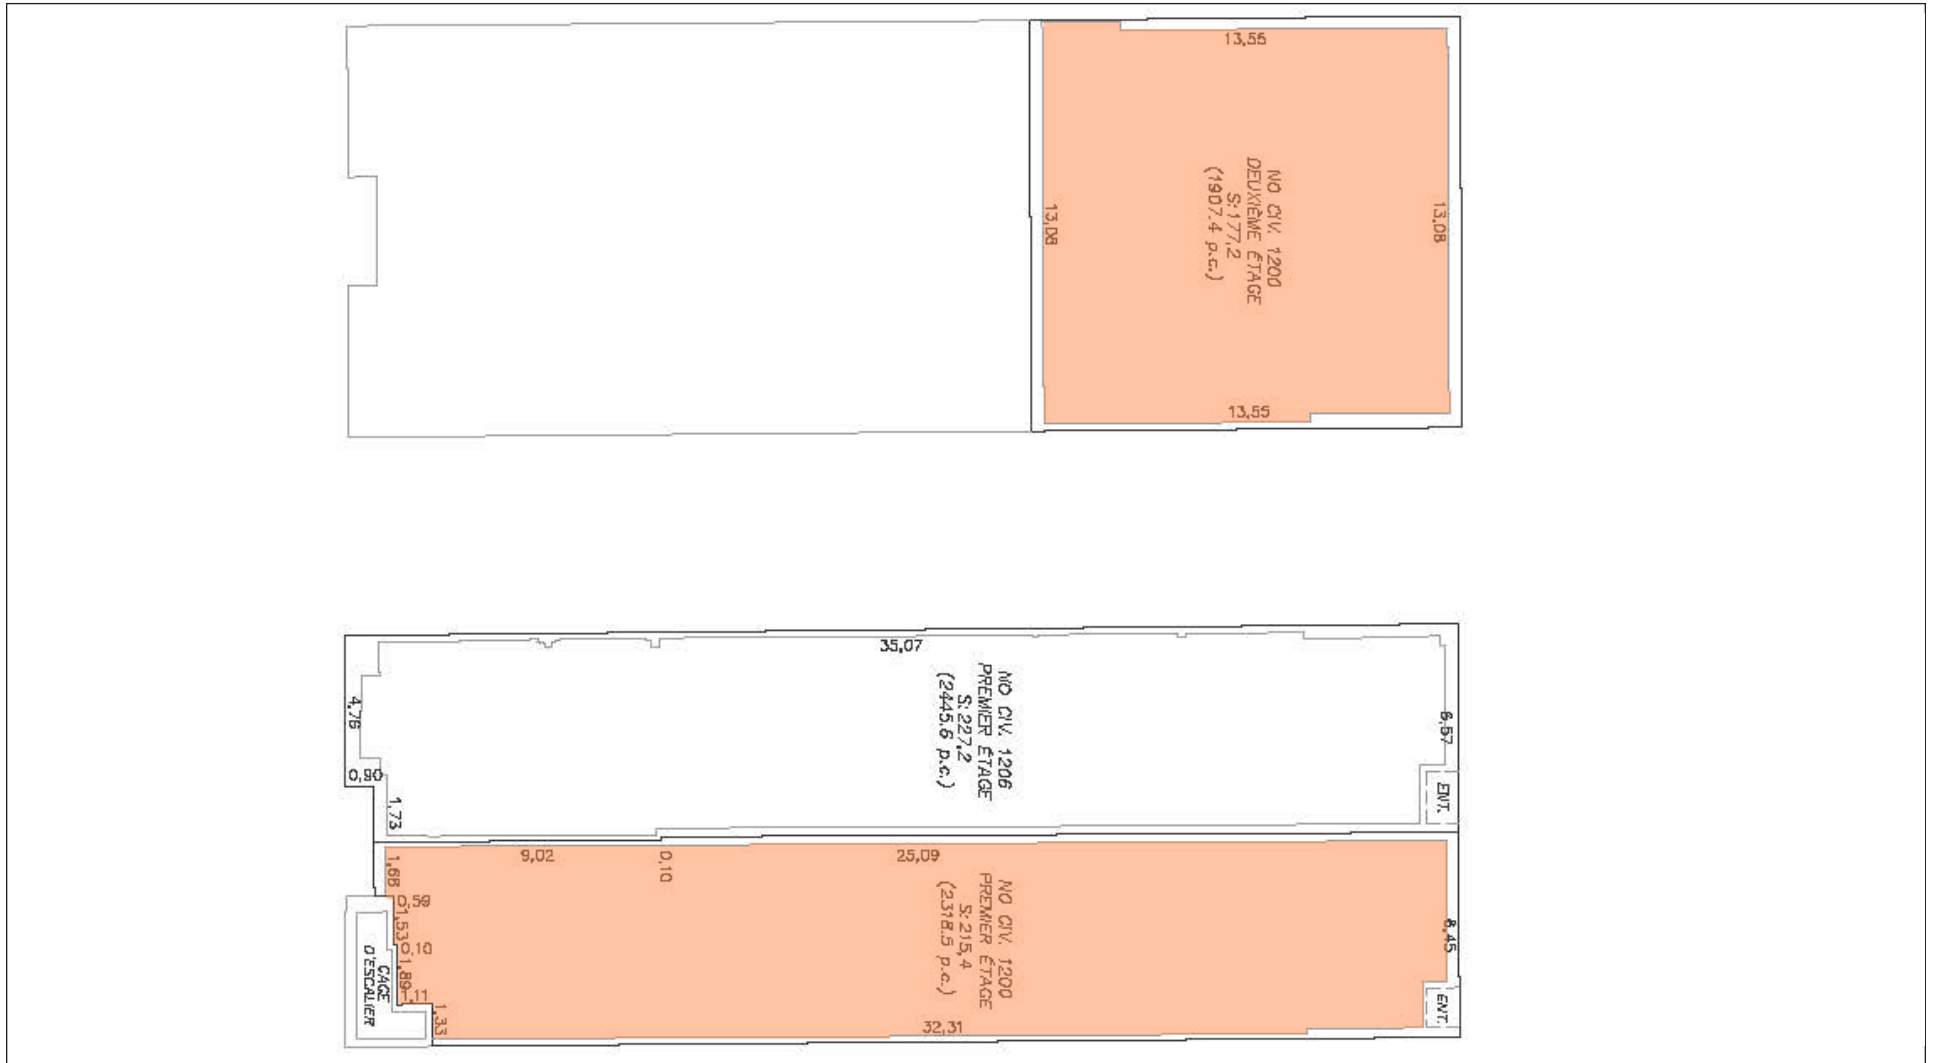 13,55
NO CIV. 1200
DEUXIÈME ÉTAGE
S:177,2
(1907.4 p.c.)
13,08
13,08
13,55
35,07
NO CIV. 1206
PREMIER ÉTAGE
S:227,2
(2445.6 p.c.)
4,76
6,57
0,90
1,73
ENT.
9,02
0,10
25,09
1,68
0,59
1,53
0,10
1,89
1,11
1,33
NO CIV. 1200
PREMIER ÉTAGE
S:215,4
(2318.5 p.c.)
8,45
CAGE
D'ESCALIER
ENT.
32,31